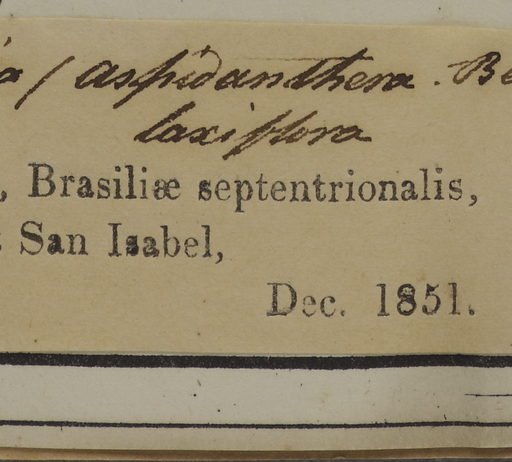 / aspidanthera. Be
laxiflora
, Brasiliæ septentrionalis,
San Isabel,
Dec. 1851.